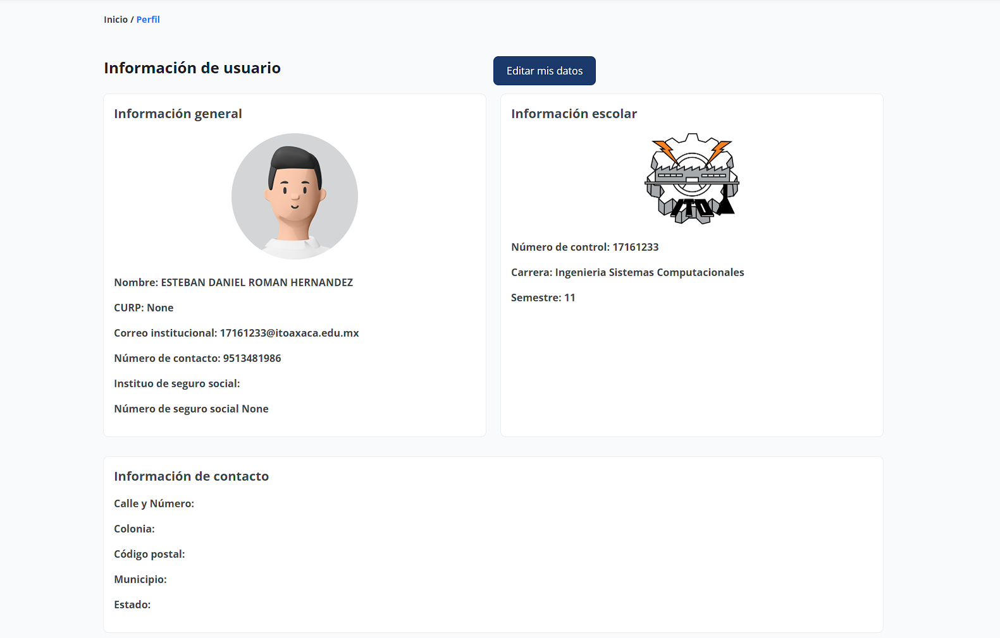 Inicio / Perfil
Información de usuario
Editar mis datos
Información general
Nombre: ESTEBAN DANIEL ROMAN HERNANDEZ
CURP: None
Correo institucional: 17161233@itoaxaca.edu.mx
Número de contacto: 9513481986
Instituo de seguro social:
Número de seguro social None
Información escolar
ITO
Número de control: 17161233
Carrera: Ingenieria Sistemas Computacionales
Semestre: 11
Información de contacto
Calle y Número:
Colonia:
Código postal:
Municipio:
Estado: